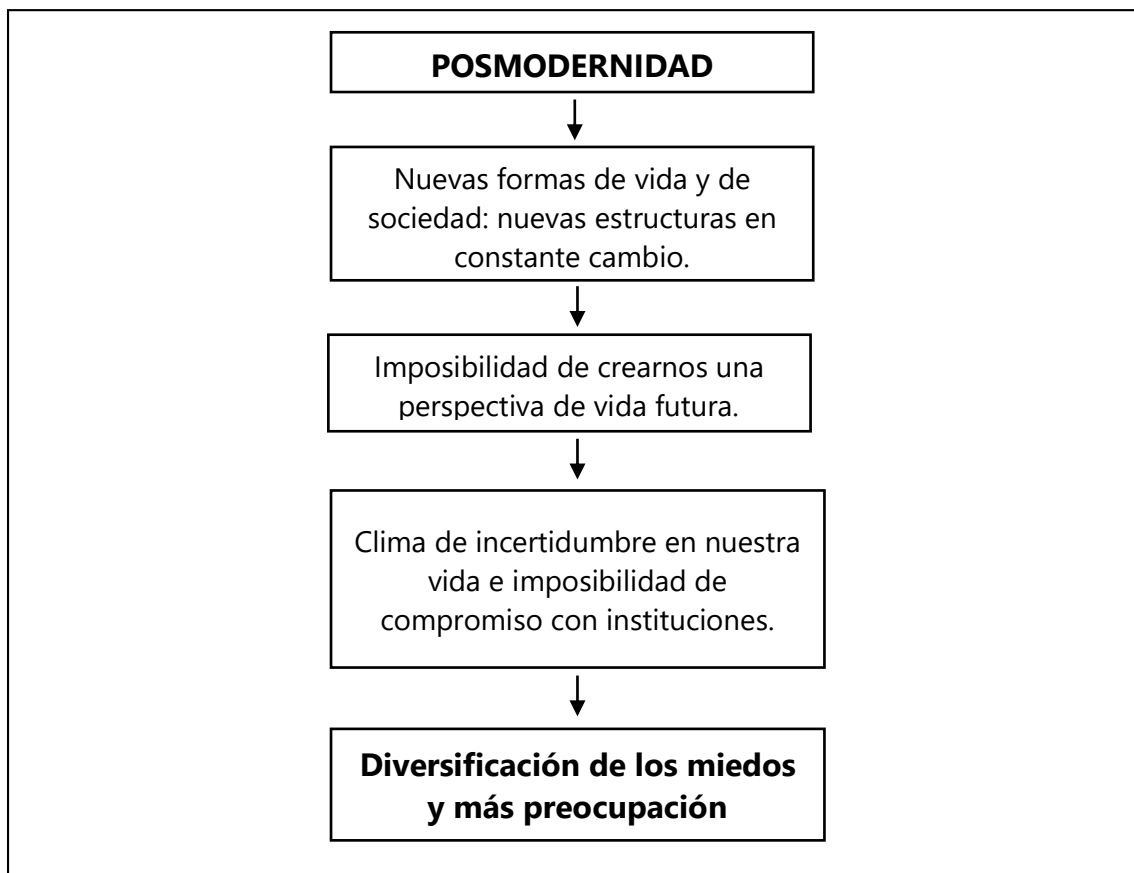 POSMODERNIDAD
Nuevas formas de vida y de
sociedad: nuevas estructuras en
constante cambio.
Imposibilidad de crearnos una
perspectiva de vida futura.
Clima de incertidumbre en nuestra
vida e imposibilidad de
compromiso con instituciones.
Diversificación de los miedos
y más preocupación